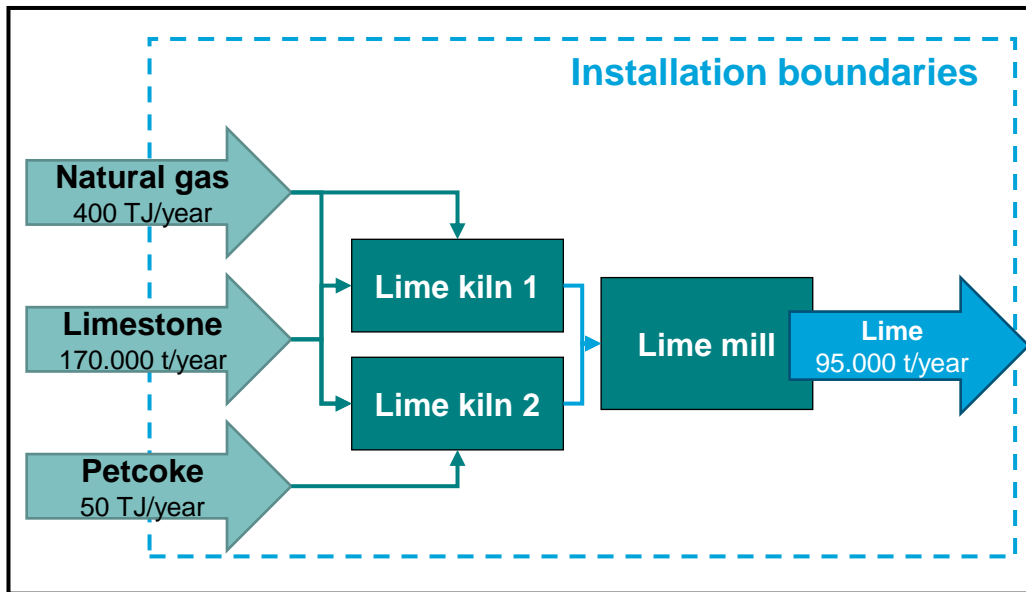 Installation boundaries
Natural gas
400 TJ/year
Lime kiln 1
Limestone
170.000 t/year
Lime mill
Lime
95.000 t/year
Lime kiln 2
Petcoke
50 TJ/year